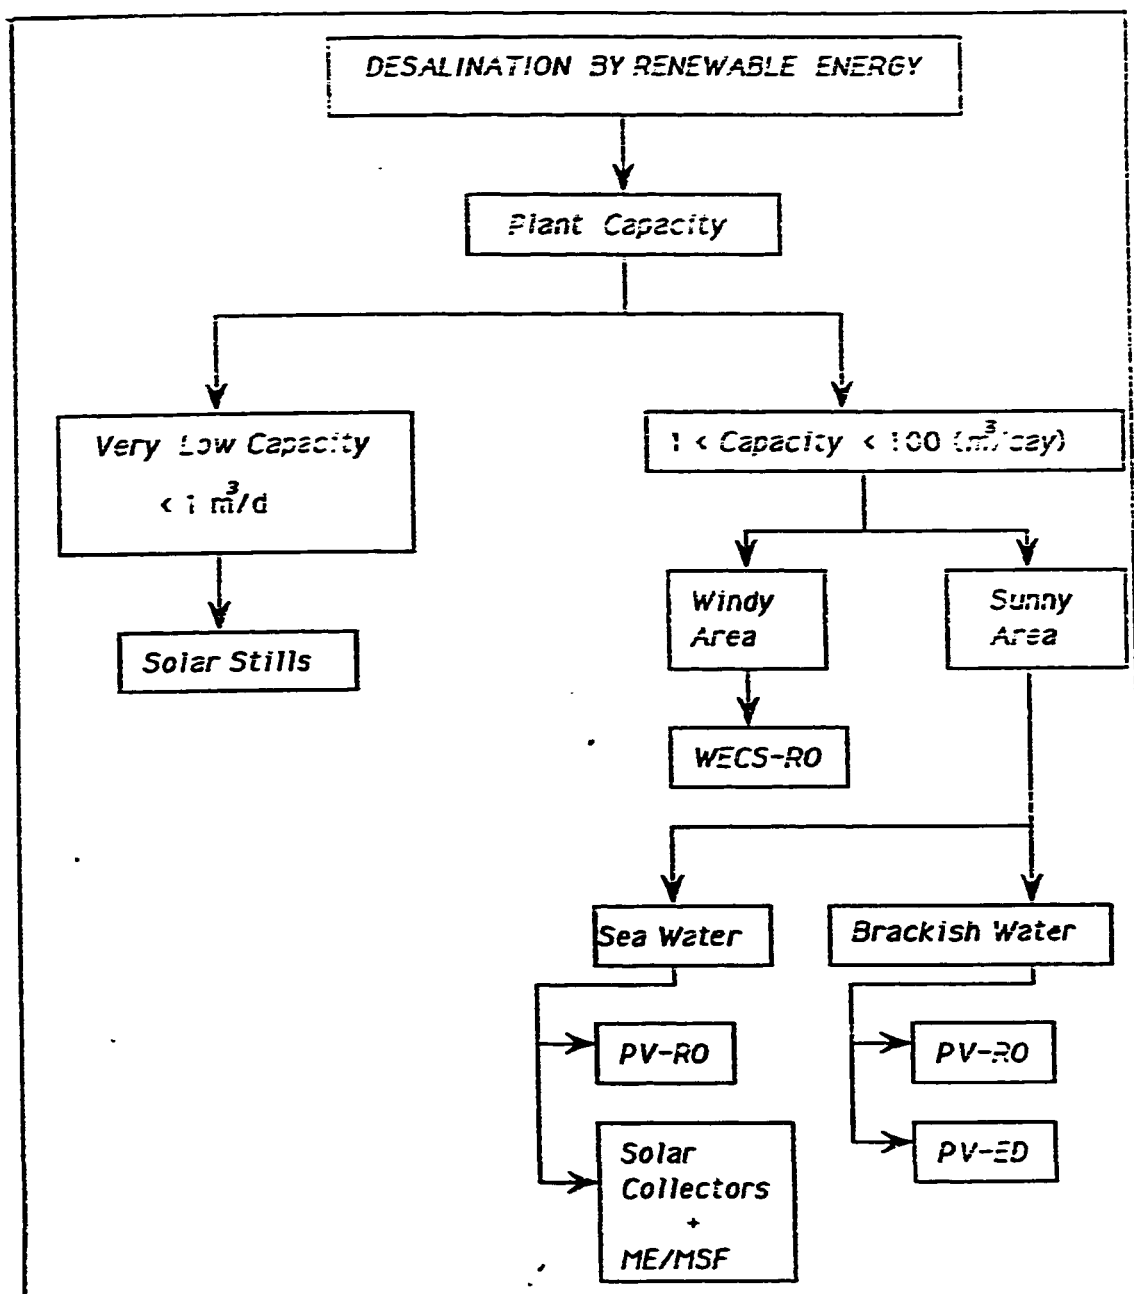 DESALINATION BY RENEWABLE ENERGY
Plant Capacity
Very Low Capacity
< 1 m³/d
1 < Capacity < 100 (m³/day)
Windy
Area
Sunny
Area
Solar Stills
WECS-RO
Sea Water
Brackish Water
PV-RO
PV-RO
Solar
Collectors
+
ME/MSF
PV-ED